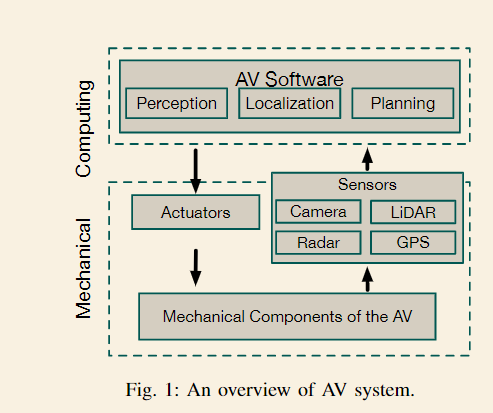 Computing
AV Software
Perception
Localization
Planning
Mechanical
Actuators
Sensors
Camera
LiDAR
Radar
GPS
Mechanical Components of the AV
Fig. 1: An overview of AV system.